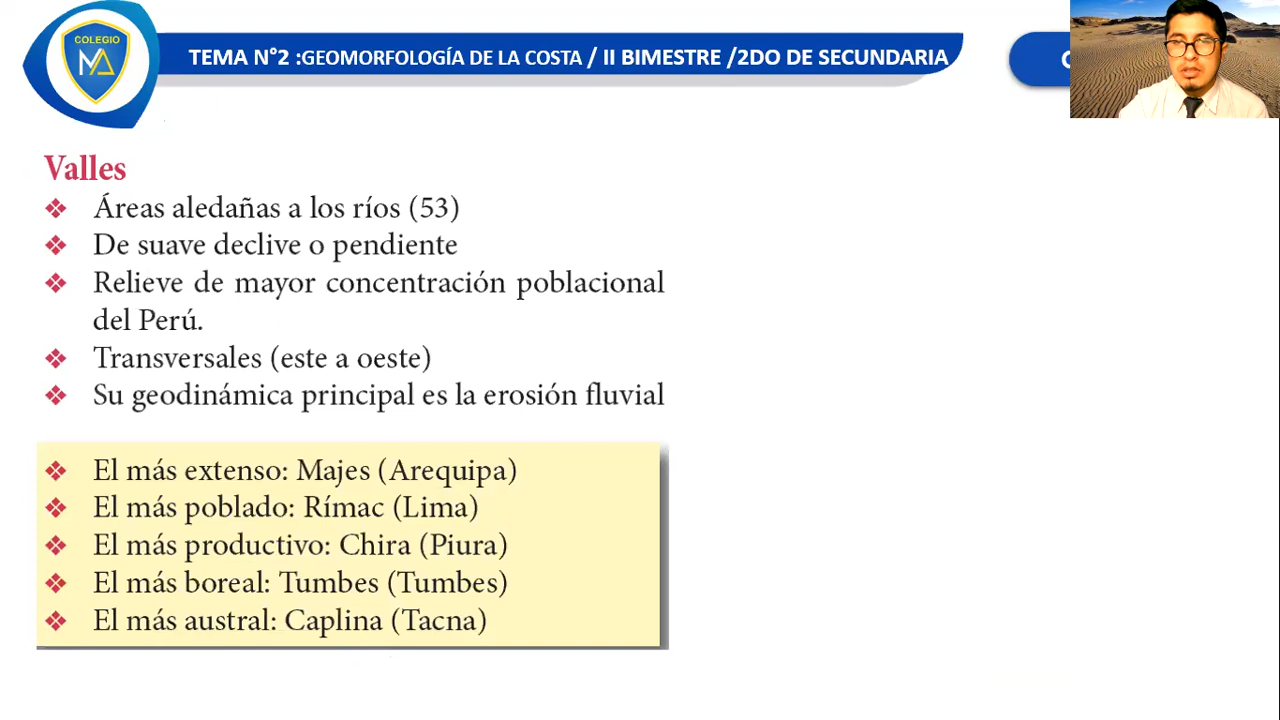 COLEGIO
TEMA N°2 :GEOMORFOLOGÍA DE LA COSTA / II BIMESTRE /2DO DE SECUNDARIA
Valles
❖ Áreas aledañas a los ríos (53)
❖ De suave declive o pendiente
❖ Relieve de mayor concentración poblacional
del Perú.
❖ Transversales (este a oeste)
❖ Su geodinámica principal es la erosión fluvial
❖ El más extenso: Majes (Arequipa)
❖ El más poblado: Rímac (Lima)
❖ El más productivo: Chira (Piura)
❖ El más boreal: Tumbes (Tumbes)
❖ El más austral: Caplina (Tacna)